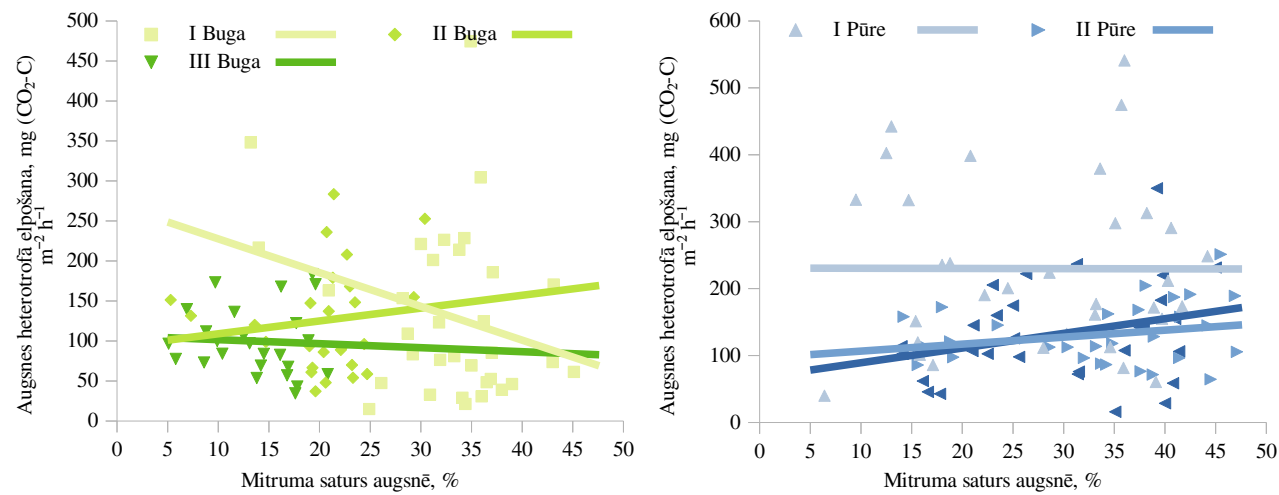 I Buga
II Buga
III Buga
500
450
400
350
300
250
200
150
100
50
0
0 5 10 15 20 25 30 35 40 45 50
Mitruma saturs augsnē, %
Augsnes heterotrofā elpošana, mg (CO₂-C)
m⁻² h⁻¹
I Pūre
II Pūre
600
500
400
300
200
100
0
0 5 10 15 20 25 30 35 40 45 50
Mitruma saturs augsnē, %
Augsnes heterotrofā elpošana, mg (CO₂-C)
m⁻² h⁻¹